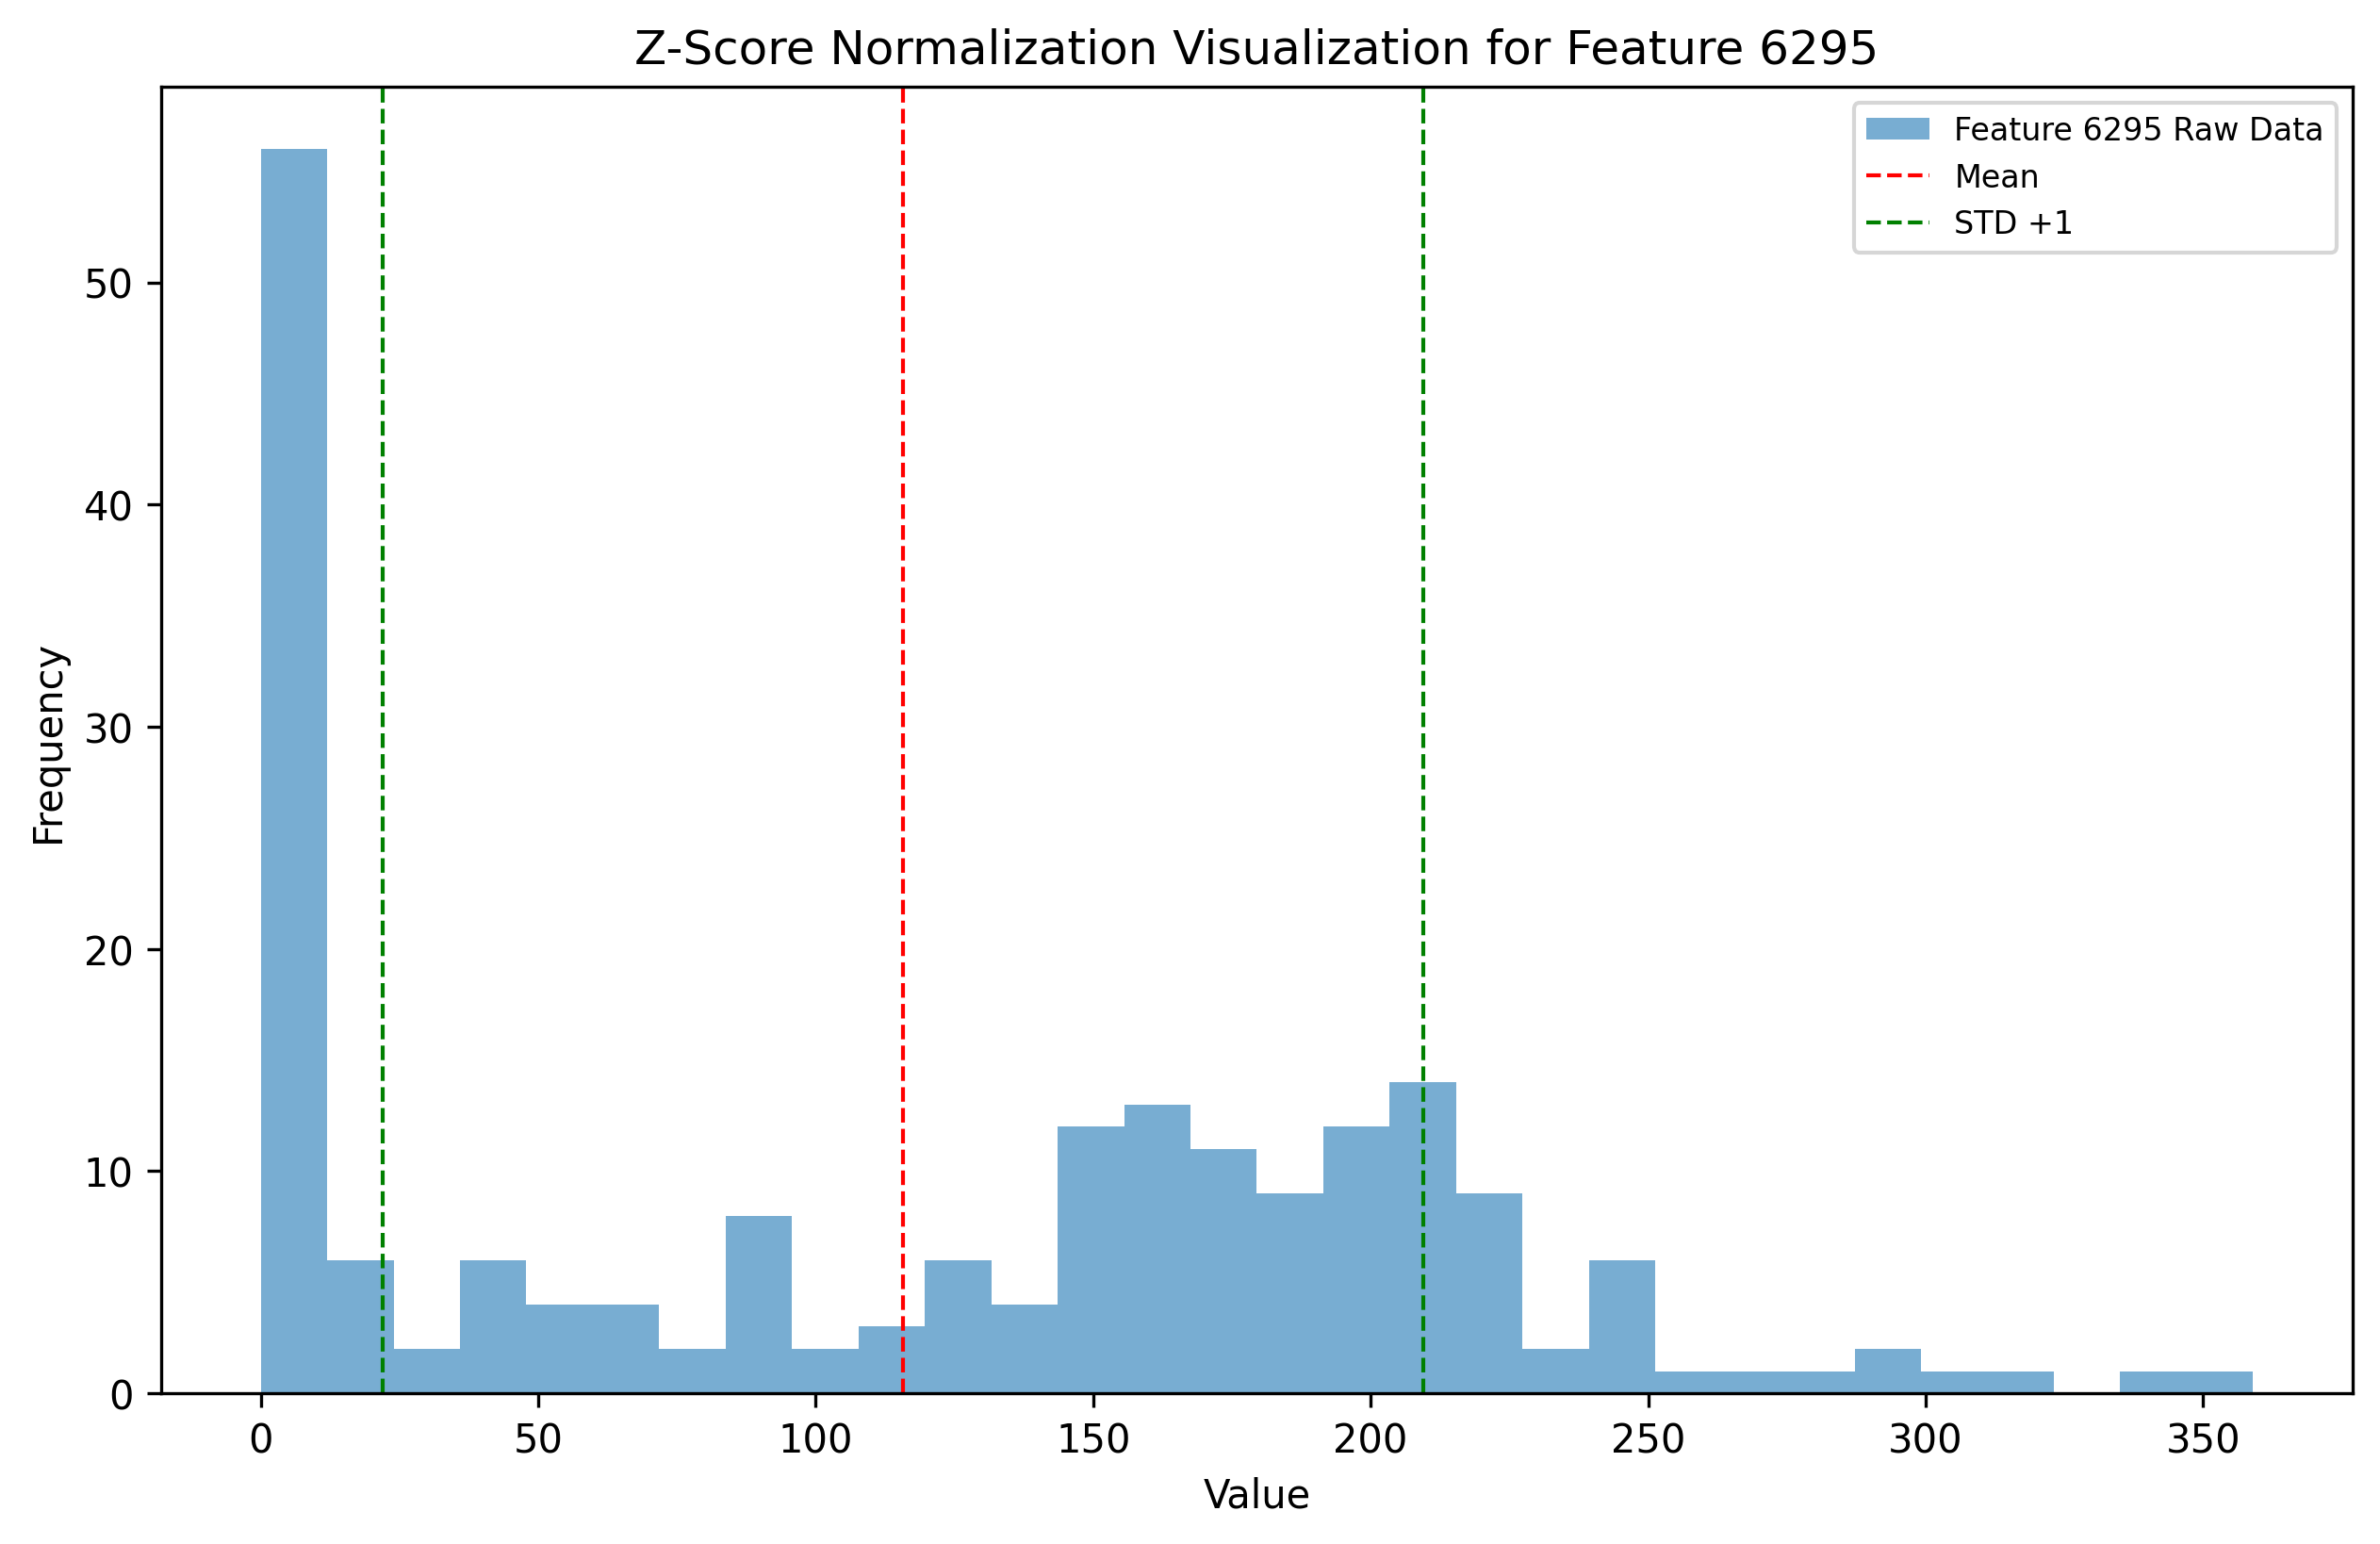 Z-Score Normalization Visualization for Feature 6295
Feature 6295 Raw Data
Mean
STD +1
Frequency
50
40
30
20
10
0
0 50 100 150 200 250 300 350
Value